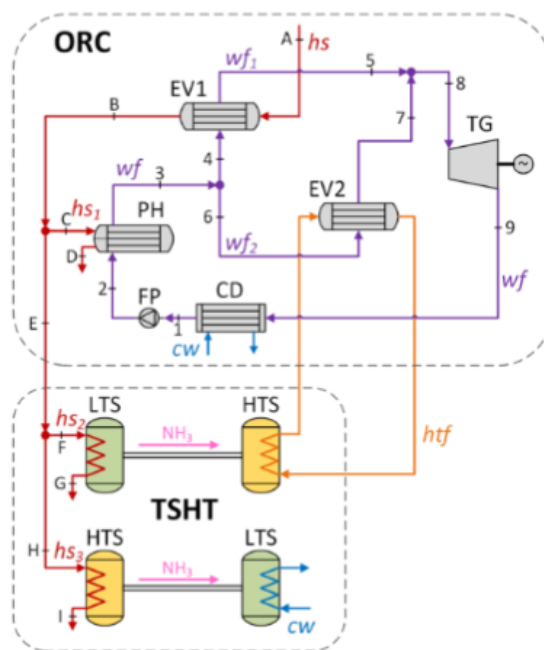 ORC
A
hs
wf₁
5
EV1
B
8
7
TG
4
~
wf
3
EV2
C
hs₁
PH
6
D
wf₂
9
2
FP
CD
wf
E
1
cw
LTS
HTS
hs₂
NH₃
F
htf
G
TSHT
HTS
LTS
H
hs₃
NH₃
I
cw